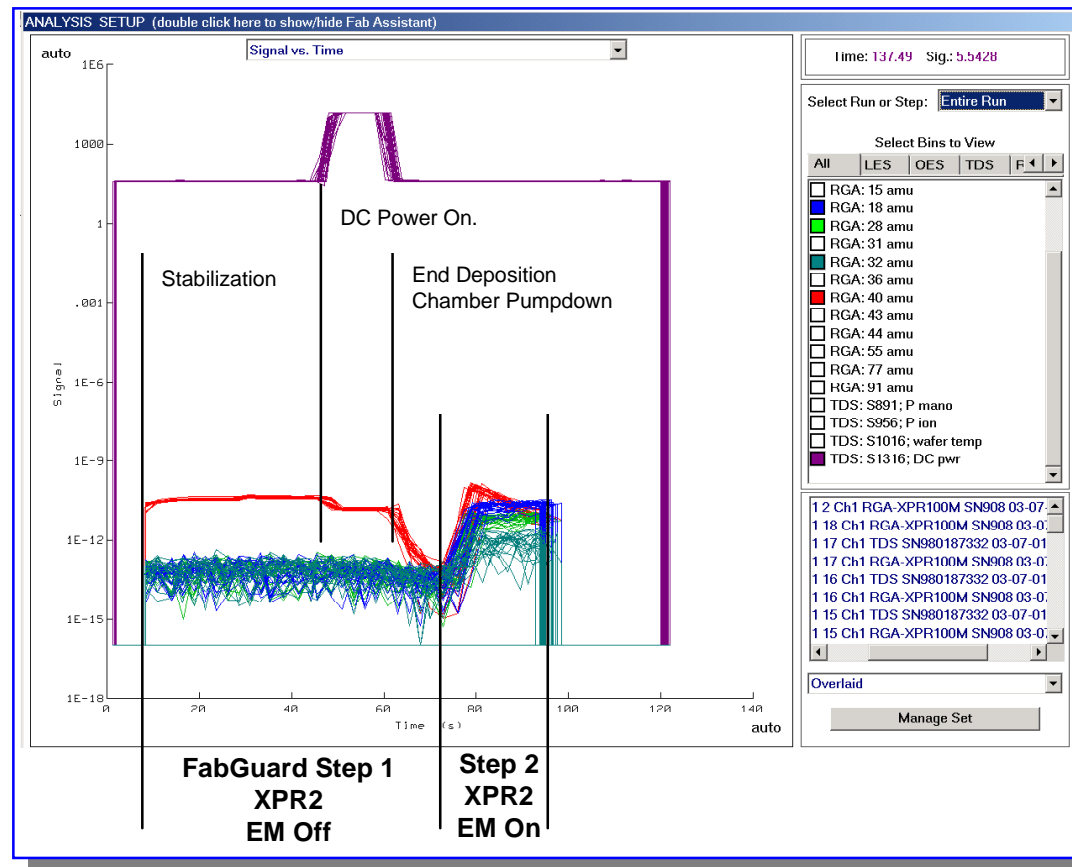 ANALYSIS SETUP (double click here to show/hide Fab Assistant)
auto
Signal vs. Time
1E6
1000
1
.001
1E-6
1E-9
1E-12
1E-15
1E-18
Signal
0
20
40
60
80
100
120
140
Time (s)
auto
DC Power On.
Stabilization
End Deposition
Chamber Pumpdown
FabGuard Step 1
XPR2
EM Off
Step 2
XPR2
EM On
Time: 137.49 Sig.: 5.5428
Select Run or Step: Entire Run
Select Bins to View
All LES OES TDS F
RGA: 15 amu
RGA: 18 amu
RGA: 28 amu
RGA: 31 amu
RGA: 32 amu
RGA: 36 amu
RGA: 40 amu
RGA: 43 amu
RGA: 44 amu
RGA: 55 amu
RGA: 77 amu
RGA: 91 amu
TDS: S891; P mano
TDS: S956; P ion
TDS: S1016; wafer temp
TDS: S1316; DC pwr
1 2 Ch1 RGA-XPR100M SN908 03-07-
1 18 Ch1 RGA-XPR100M SN908 03-0
1 17 Ch1 TDS SN980187332 03-07-01
1 17 Ch1 RGA-XPR100M SN908 03-0
1 16 Ch1 TDS SN980187332 03-07-01
1 16 Ch1 RGA-XPR100M SN908 03-0
1 15 Ch1 TDS SN980187332 03-07-01
1 15 Ch1 RGA-XPR100M SN908 03-0
Overlaid
Manage Set